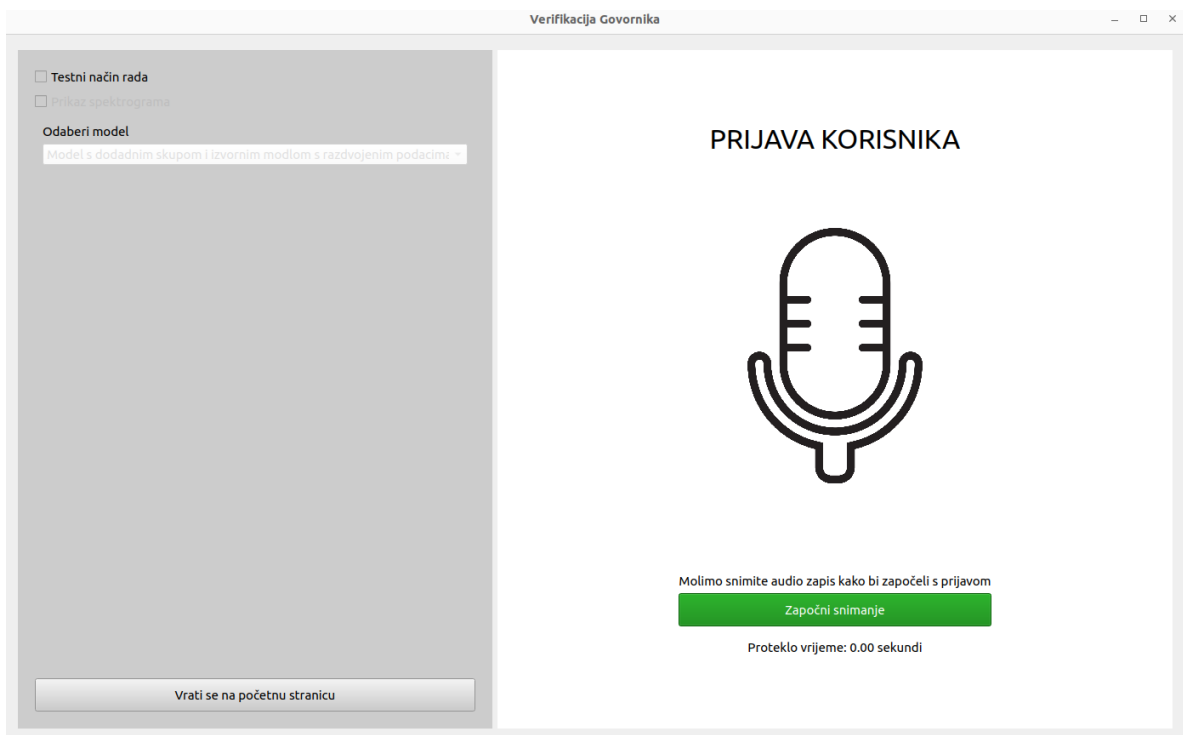 Verifikacija Govornika
Testni način rada
Prikaz spektrograma
Odaberi model
Model s dodadnim skupom i izvornim modlom s razdvojenim podacima
Vrati se na početnu stranicu
PRIJAVA KORISNIKA
Molimo snimite audio zapis kako bi započeli s prijavom
Započni snimanje
Proteklo vrijeme: 0.00 sekundi